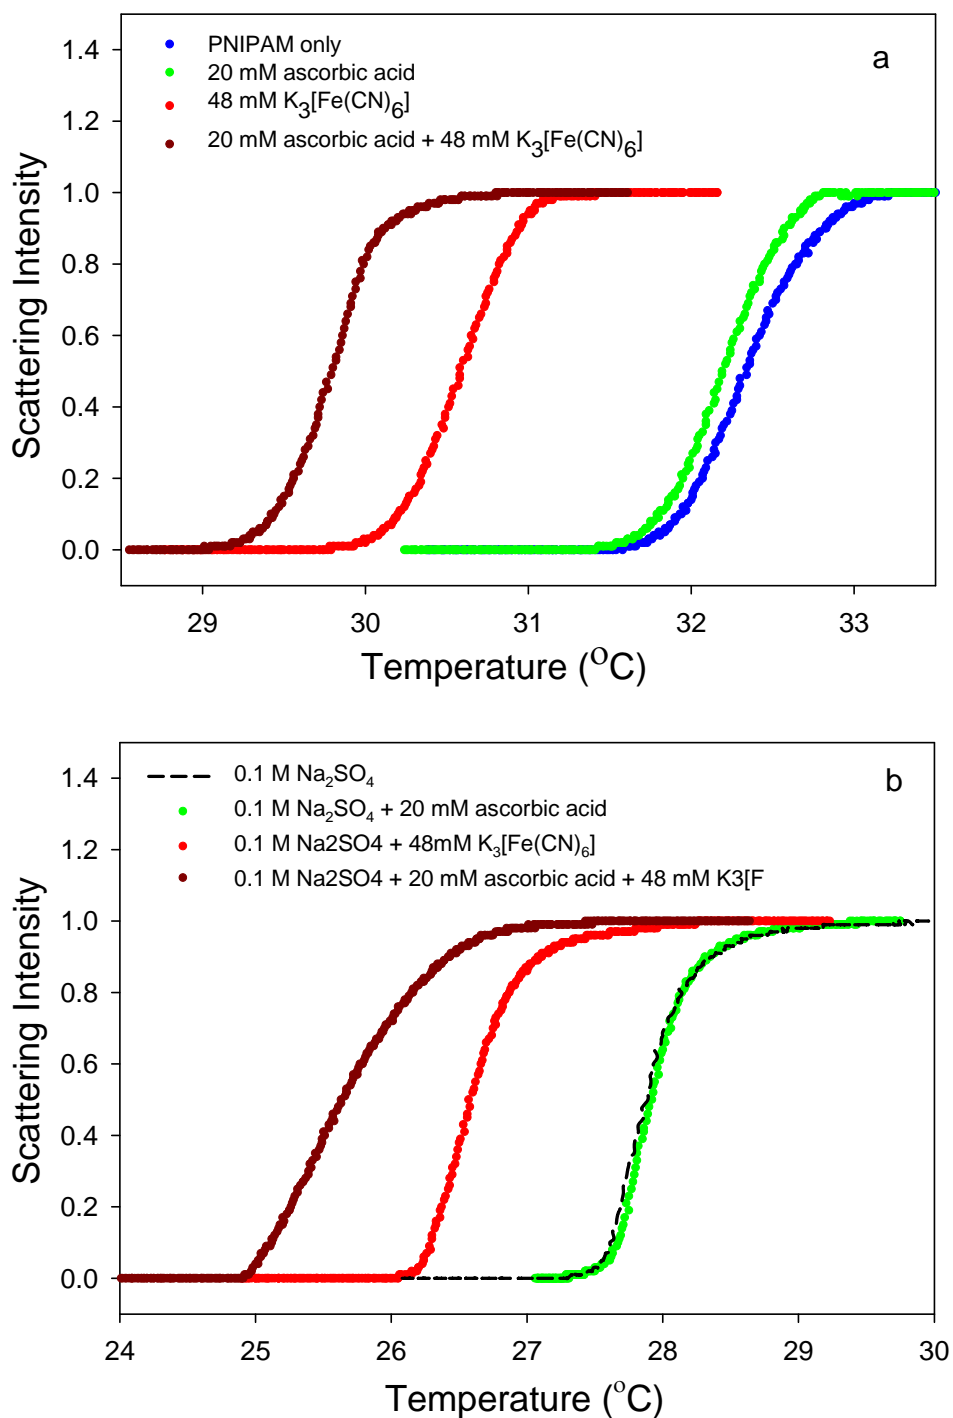 a
PNIPAM only
20 mM ascorbic acid
48 mM K₃[Fe(CN)₆]
20 mM ascorbic acid + 48 mM K₃[Fe(CN)₆]
1.4
1.2
1.0
0.8
0.6
0.4
0.2
0.0
Scattering Intensity
29 30 31 32 33
Temperature (ᴼC)
b
0.1 M Na₂SO₄
0.1 M Na₂SO₄ + 20 mM ascorbic acid
0.1 M Na2SO4 + 48mM K₃[Fe(CN)₆]
0.1 M Na2SO4 + 20 mM ascorbic acid + 48 mM K3[F
1.4
1.2
1.0
0.8
0.6
0.4
0.2
0.0
Scattering Intensity
24 25 26 27 28 29 30
Temperature (ᵒC)